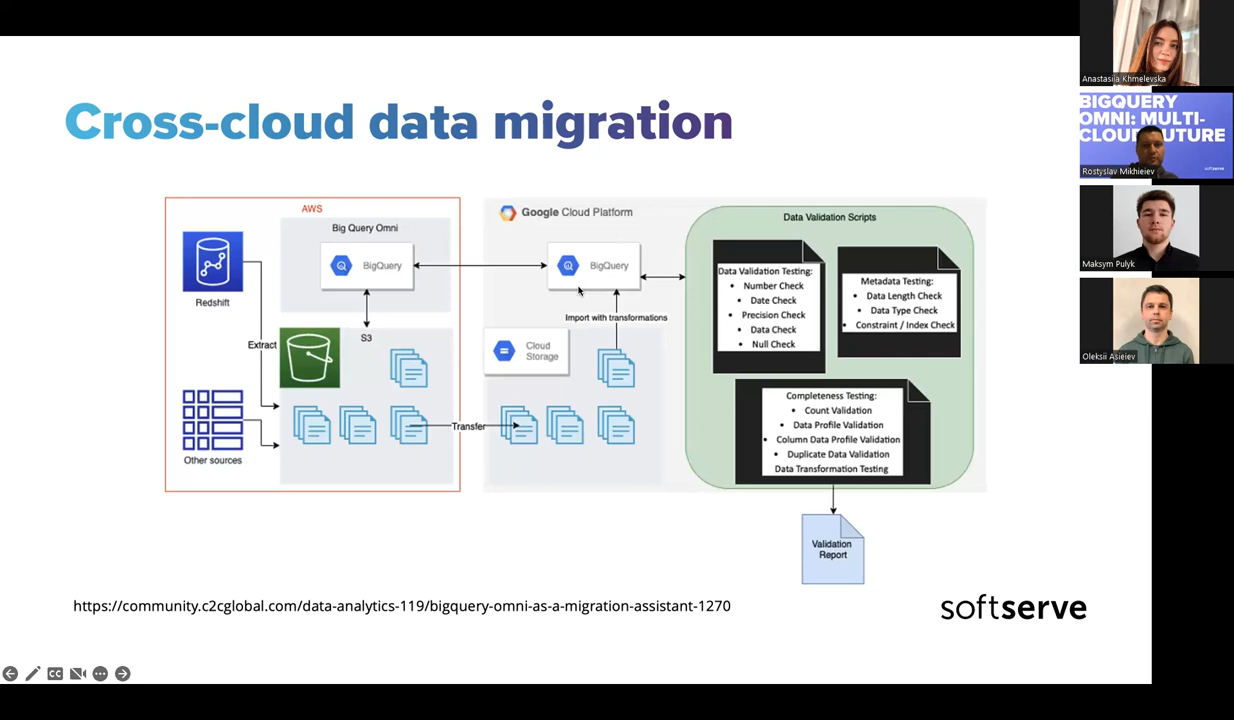 Cross-cloud data migration
AWS
Big Query Omni
BigQuery
Redshift
Extract
S3
Other sources
Transfer
Google Cloud Platform
BigQuery
Import with transformations
Cloud
Storage
Data Validation Scripts
Data Validation Testing:
• Number Check
• Date Check
• Precision Check
• Data Check
• Null Check
Metadata Testing:
• Data Length Check
• Data Type Check
• Constraint / Index Check
Completeness Testing:
• Count Validation
• Data Profile Validation
• Column Data Profile Validation
• Duplicate Data Validation
Data Transformation Testing
Validation
Report
https://community.c2cglobal.com/data-analytics-119/bigquery-omni-as-a-migration-assistant-1270
softserve
CC
Anastasiia Khmelevska
BIGQUERY
OMNI: MULTI-
CLOUD FUTURE
softserve
Rostyslav Mikhieiev
Maksym Pulyk
Oleksii Asieiev